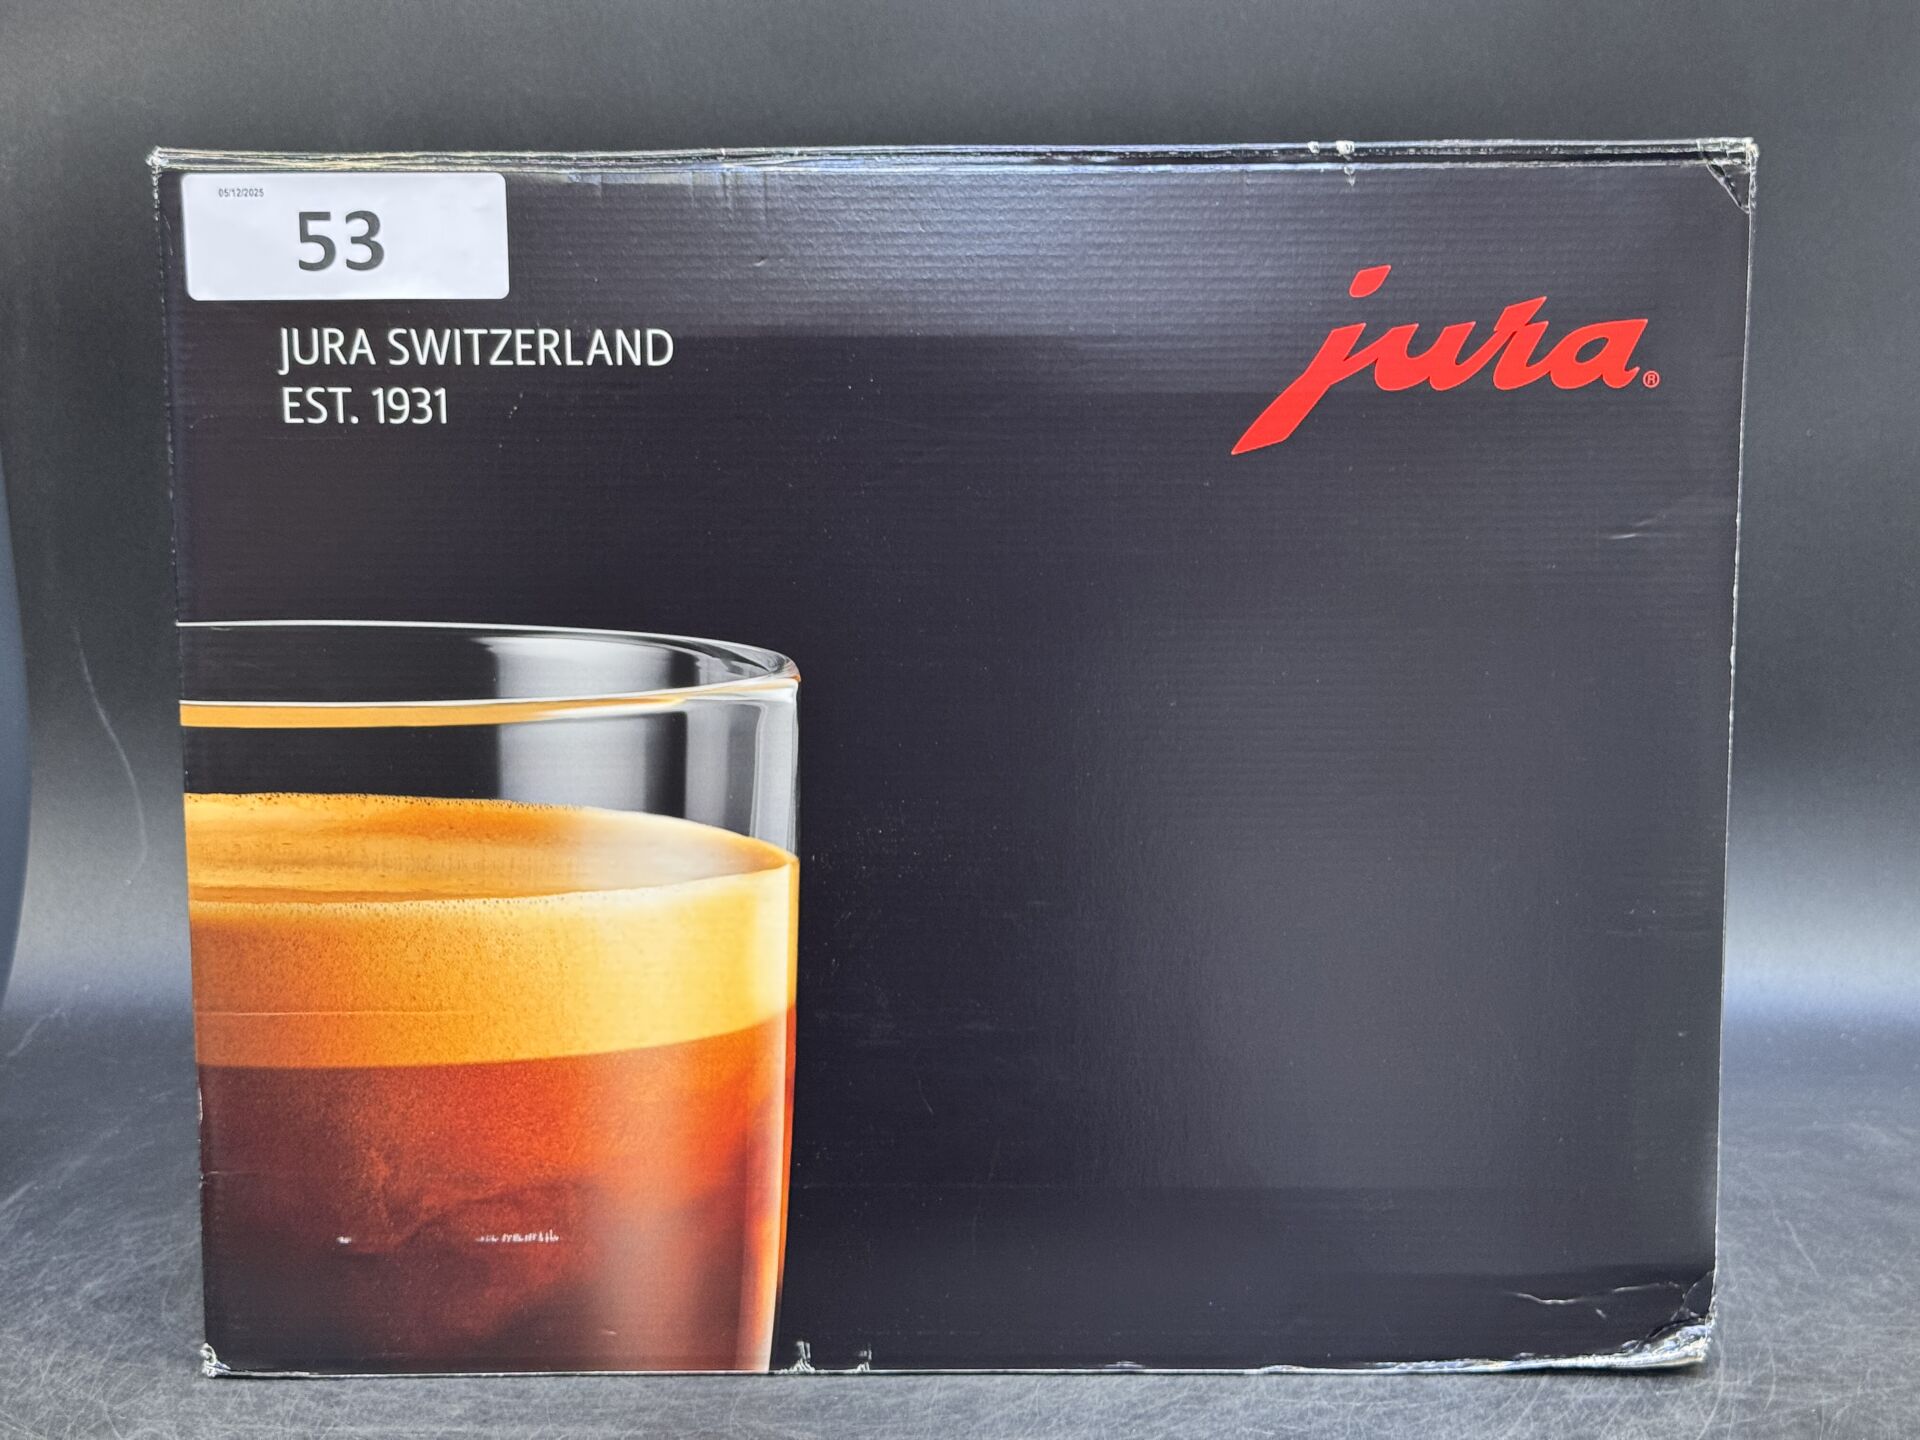 05/12/2025
53
JURA SWITZERLAND
EST. 1931
jura®